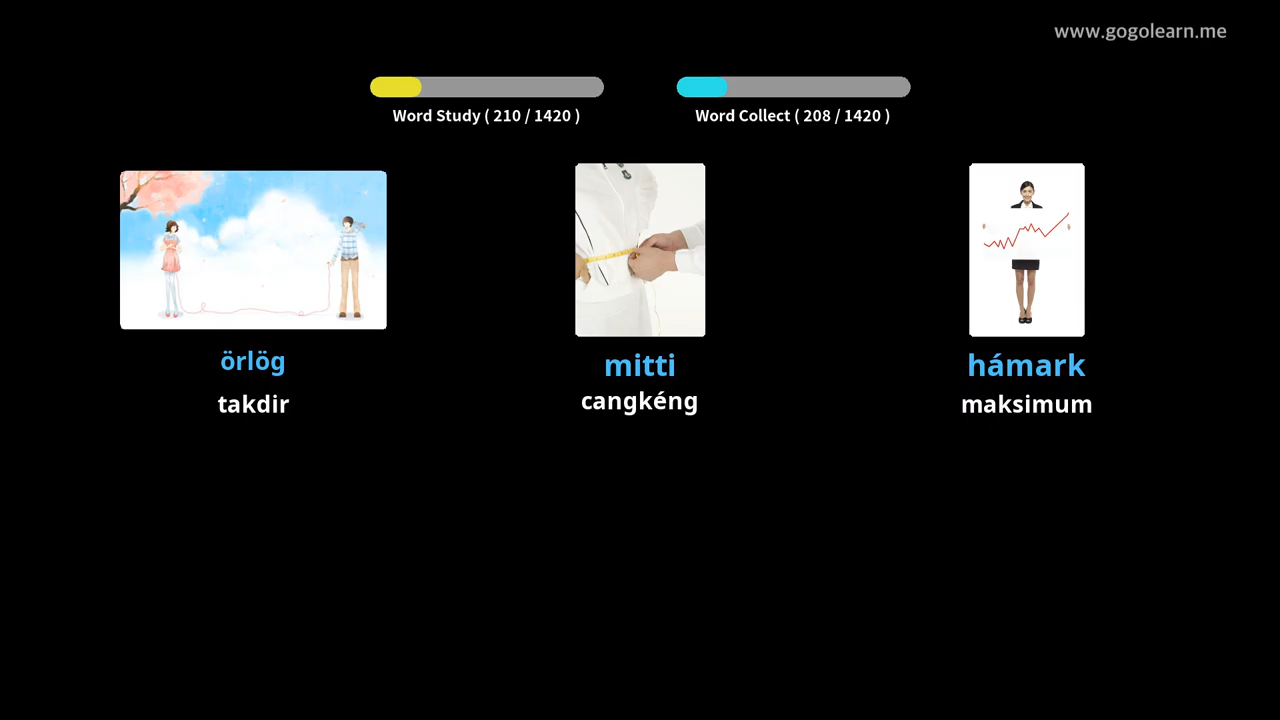 www.gogolearn.me
Word Study ( 210 / 1420 )
Word Collect ( 208 / 1420 )
örlög
takdir
mitti
cangkéng
hámark
maksimum